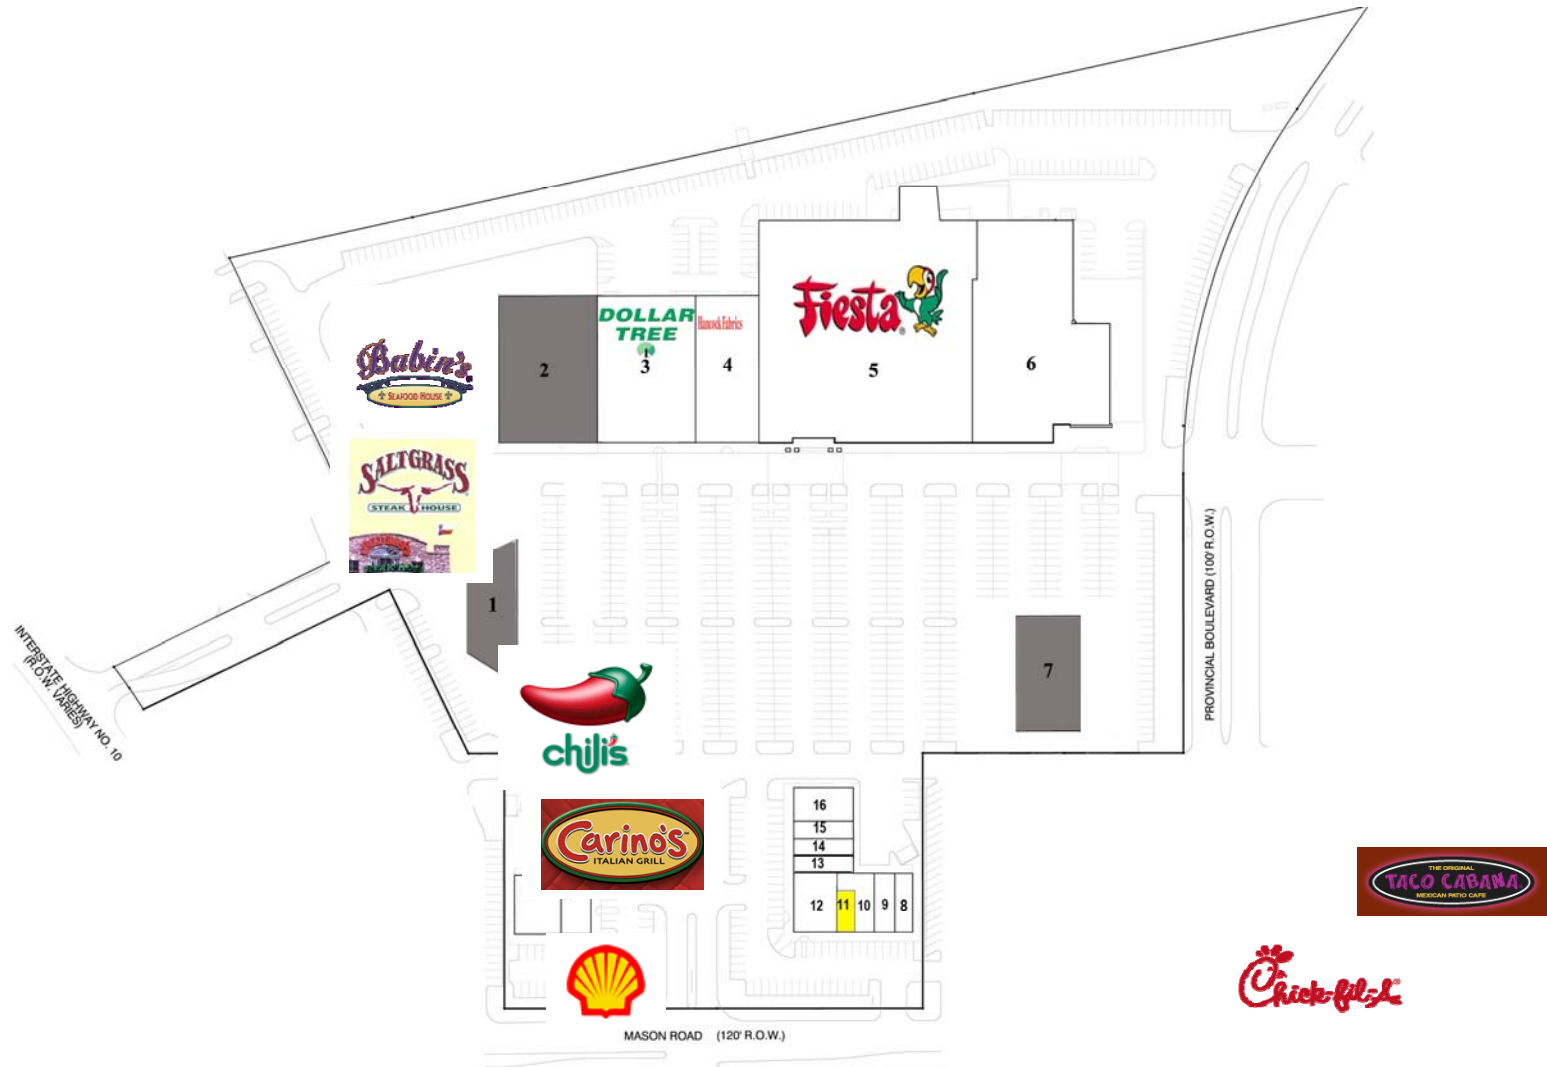 DOLLAR
TREE
1
Hancock Fabrics
Fiesta
®
Babin's
SEAFOOD HOUSE
2
3
4
5
6
SALTGRASS
STEAK HOUSE
1
7
INTERSTATE HIGHWAY NO. 10
(R.O.W. VARIES)
PROVINCIAL BOULEVARD (100' R.O.W.)
chili's
Carino's
ITALIAN GRILL
16
15
14
13
12
11
10
9
8
THE ORIGINAL
TACO CABANA
MEXICAN PATIO CAFE
Chick-fil-A®
MASON ROAD (120' R.O.W.)